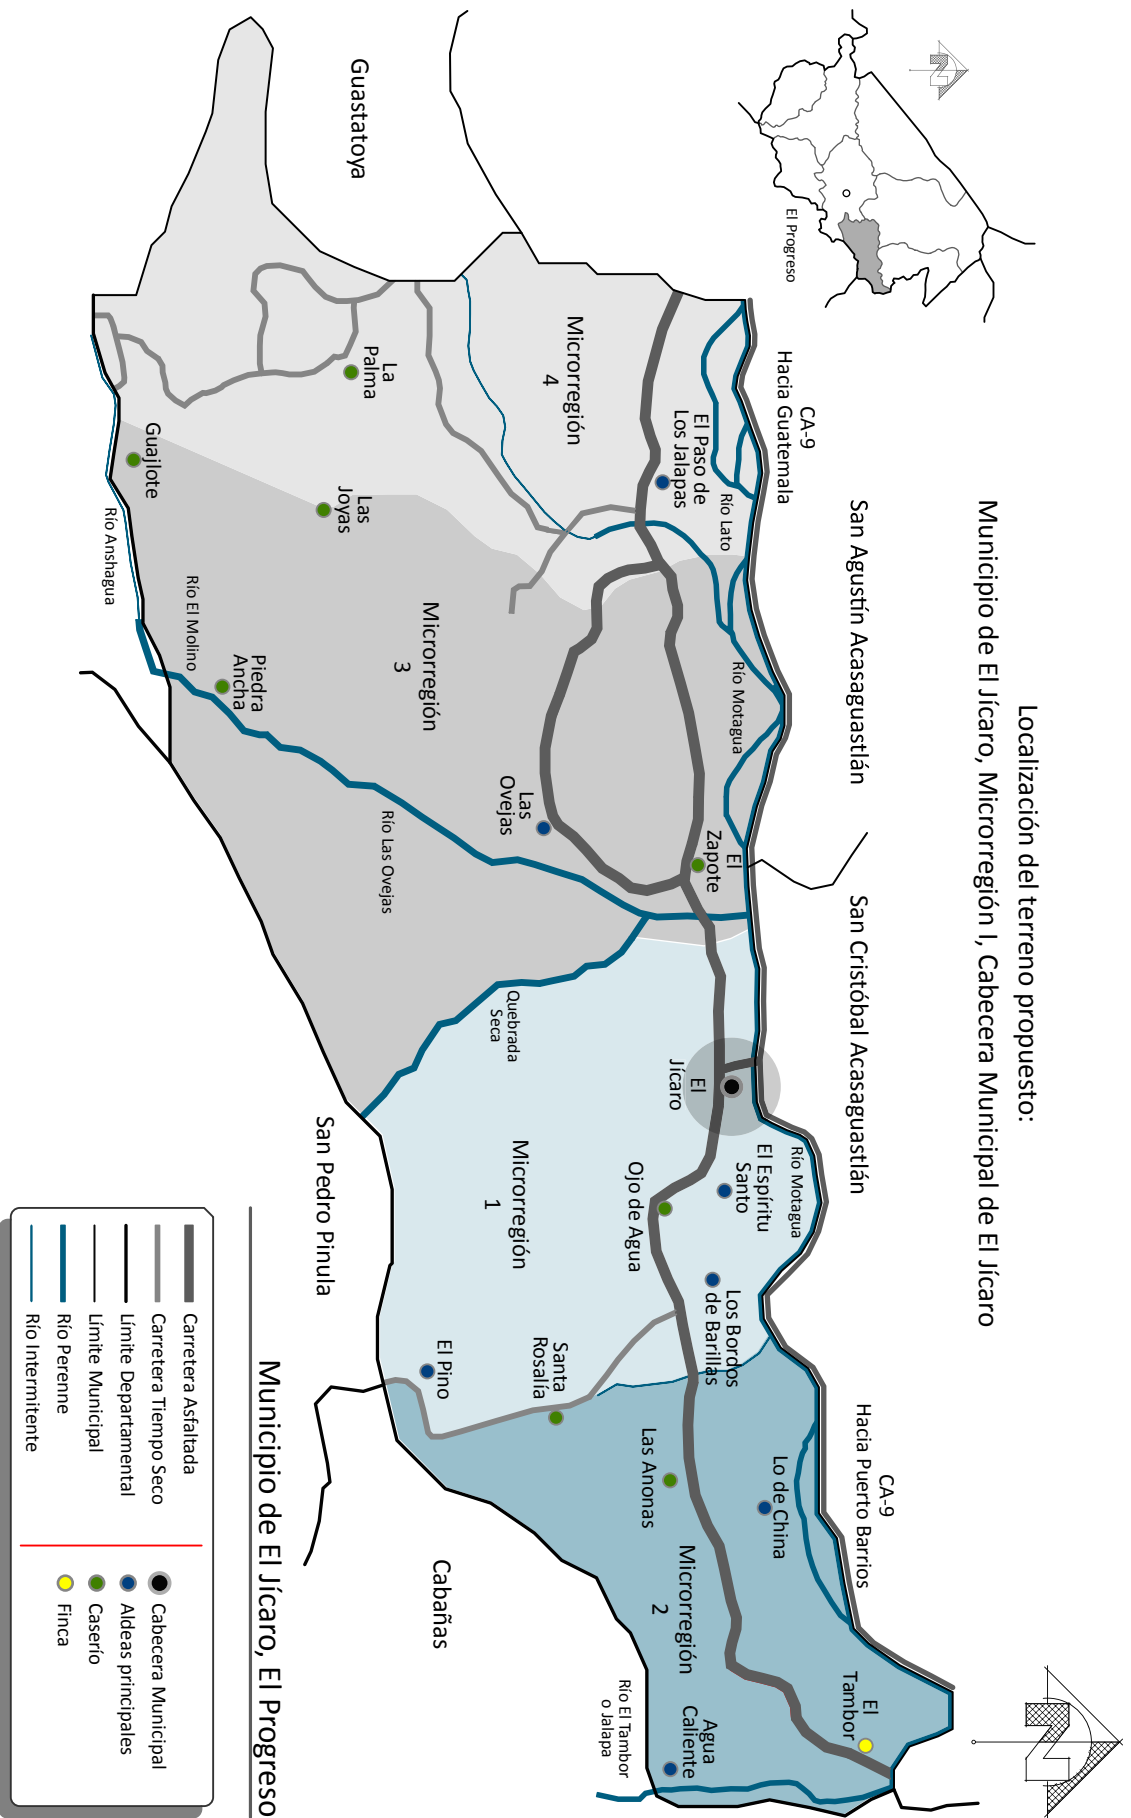 Localización del terreno propuesto:
Municipio de El Jícaro, Microrregión I, Cabecera Municipal de El Jícaro
El Progreso
N
San Agustín Acasaguastlán
San Cristóbal Acasaguastlán
CA-9
Hacia Guatemala
CA-9
Hacia Puerto Barrios
N
Guastatoya
Microrregión
4
El Paso de
Los Jalapas
Río Lato
Río Motagua
La
Palma
Guajlote
Las
Joyas
Río Anshagua
Río El Molino
Piedra
Ancha
Microrregión
3
Río Las Ovejas
Las
Ovejas
El
Zapote
Quebrada
Seca
El
Jícaro
Microrregión
1
Río Motagua
El Espíritu
Santo
Ojo de Agua
Los Bordos
de Barillas
Santa
Rosalía
El Pino
Lo de China
Las Anonas
Microrregión
2
El
Tambor
Agua
Caliente
Río El Tambor
o Jalapa
San Pedro Pinula
Cabañas
Municipio de El Jícaro, El Progreso
Carretera Asfaltada
Carretera Tiempo Seco
Límite Departamental
Límite Municipal
Río Perenne
Río Intermitente
Cabecera Municipal
Aldeas principales
Caserío
Finca